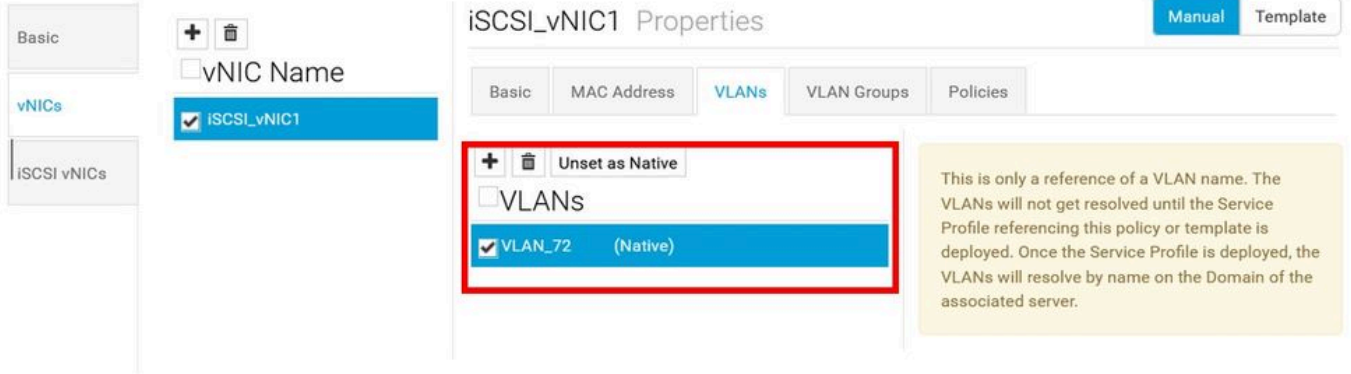 Basic
vNICs
iSCSI vNICs
vNIC Name
iSCSI_vNIC1
iSCSI_vNIC1 Properties
Manual Template
Basic MAC Address VLANs VLAN Groups Policies
Unset as Native
VLANs
VLAN_72 (Native)
This is only a reference of a VLAN name. The
VLANs will not get resolved until the Service
Profile referencing this policy or template is
deployed. Once the Service Profile is deployed, the
VLANs will resolve by name on the Domain of the
associated server.